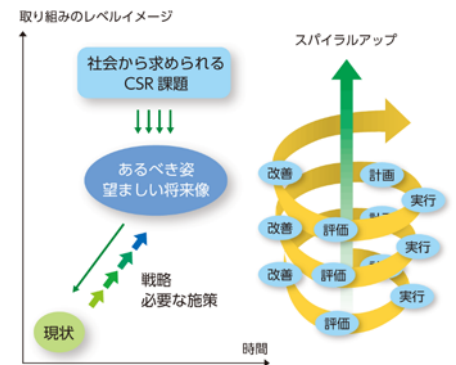 取り組みのレベルイメージ
社会から求められる
CSR 課題
あるべき姿
望ましい将来像
戦略
必要な施策
現状
時間
スパイラルアップ
改善
計画
実行
評価
改善
実行
評価
改善
実行
評価